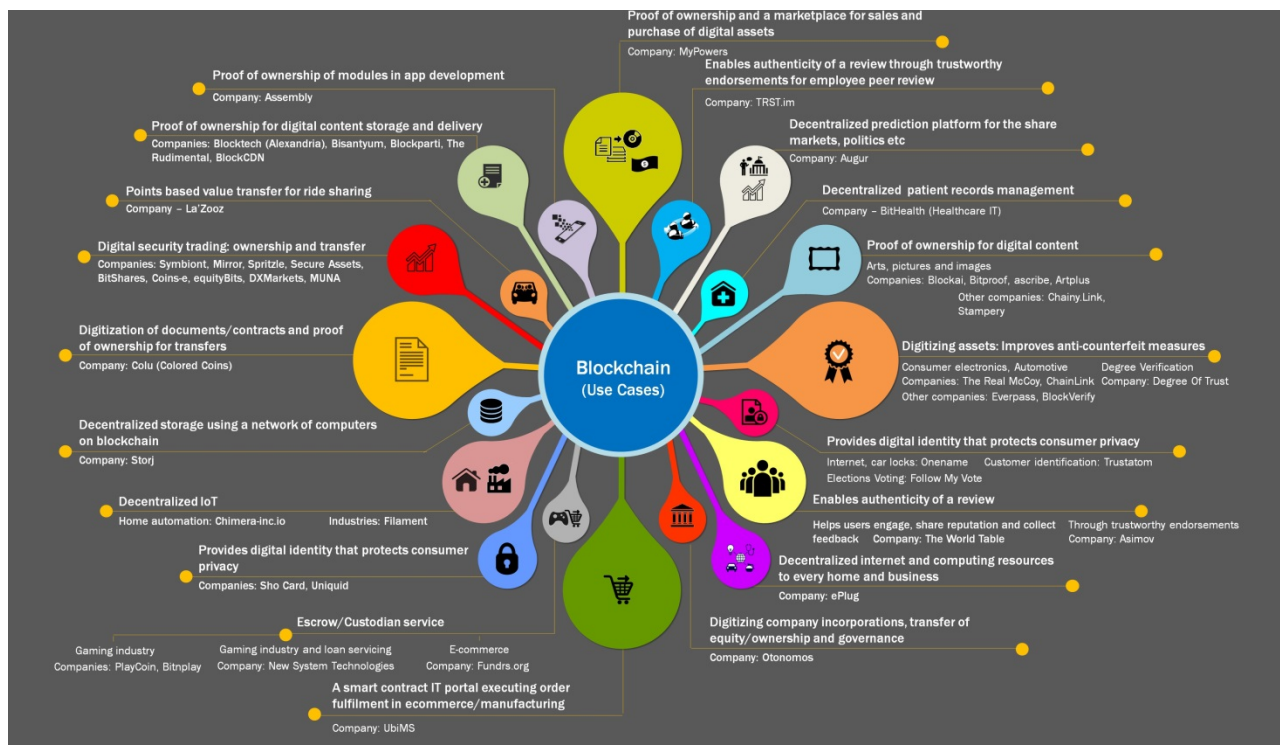 Proof of ownership and a marketplace for sales and
purchase of digital assets
Company: MyPowers
Enables authenticity of a review through trustworthy
endorsements for employee peer review
Company: TRST.im
Decentralized prediction platform for the share
markets, politics etc
Company: Augur
Decentralized patient records management
Company – BitHealth (Healthcare IT)
Proof of ownership for digital content
Arts, pictures and images
Companies: Blockai, Bitproof, ascribe, Artplus
Other companies: Chainy.Link,
Stampery
Digitizing assets: Improves anti-counterfeit measures
Consumer electronics, Automotive
Companies: The Real McCoy, ChainLink
Other companies: Everpass, BlockVerify
Degree Verification
Company: Degree Of Trust
Provides digital identity that protects consumer privacy
Internet, car locks: Onename
Customer identification: Trustatom
Elections Voting: Follow My Vote
Enables authenticity of a review
Helps users engage, share reputation and collect
feedback Company: The World Table
Through trustworthy endorsements
Company: Asimov
Decentralized internet and computing resources
to every home and business
Company: ePlug
Digitizing company incorporations, transfer of
equity/ownership and governance
Company: Otonomos
Proof of ownership of modules in app development
Company: Assembly
Proof of ownership for digital content storage and delivery
Companies: Blocktech (Alexandria), Bisantyum, Blockparti, The
Rudimental, BlockCDN
Points based value transfer for ride sharing
Company – La'Zooz
Digital security trading: ownership and transfer
Companies: Symbiont, Mirror, Spritzle, Secure Assets,
BitShares, Coins-e, equityBits, DXMarkets, MUNA
Digitization of documents/contracts and proof
of ownership for transfers
Company: Colu (Colored Coins)
Decentralized storage using a network of computers
on blockchain
Company: Storj
Decentralized IoT
Home automation: Chimera-inc.io
Industries: Filament
Provides digital identity that protects consumer
privacy
Companies: Sho Card, Uniquid
Escrow/Custodian service
Gaming industry
Companies: PlayCoin, Bitnplay
Gaming industry and loan servicing
Company: New System Technologies
E-commerce
Company: Fundrs.org
A smart contract IT portal executing order
fulfilment in ecommerce/manufacturing
Company: UbiMS
Blockchain
(Use Cases)